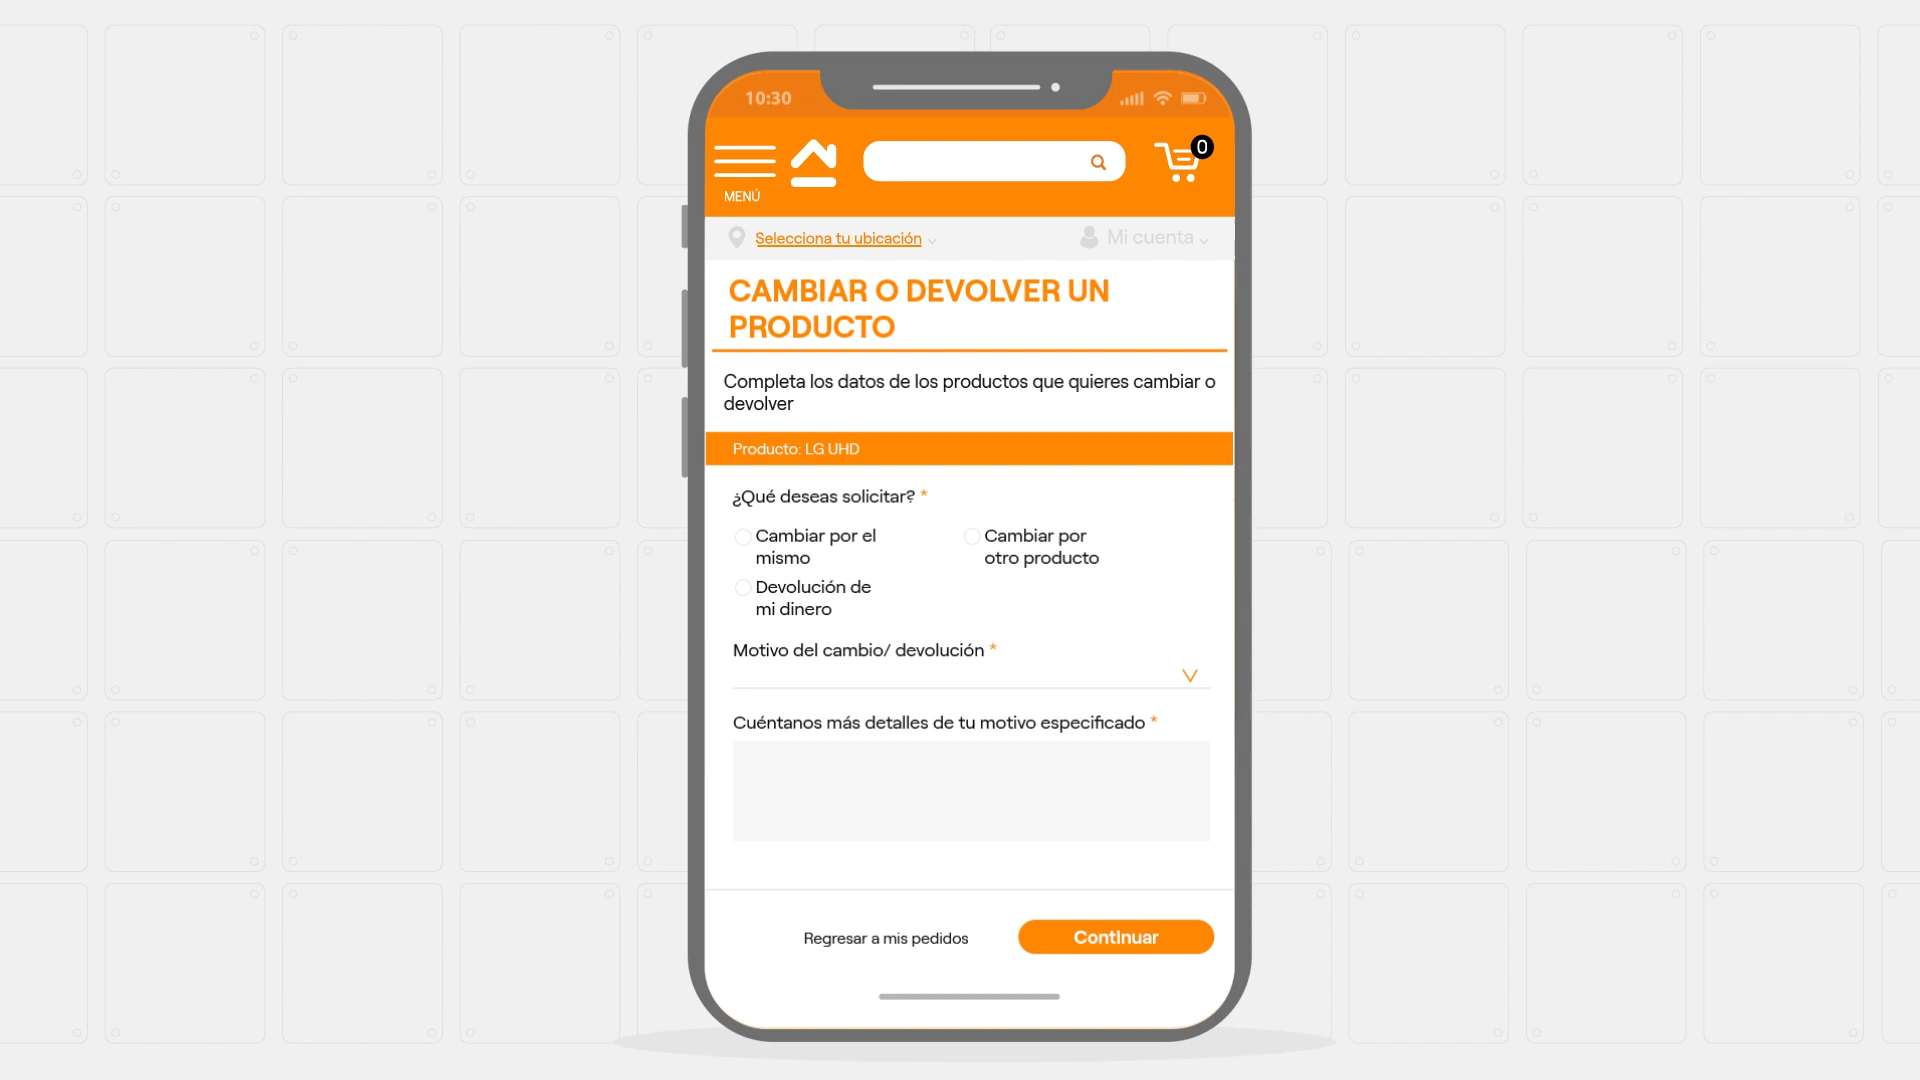 10:30
0
MENÚ
Selecciona tu ubicación
Mi cuenta
CAMBIAR O DEVOLVER UN
PRODUCTO
Completa los datos de los productos que quieres cambiar o
devolver
Producto: LG UHD
¿Qué deseas solicitar? *
Cambiar por el
mismo
Cambiar por
otro producto
Devolución de
mi dinero
Motivo del cambio/ devolución *
Cuéntanos más detalles de tu motivo especificado *
Regresar a mis pedidos
Continuar